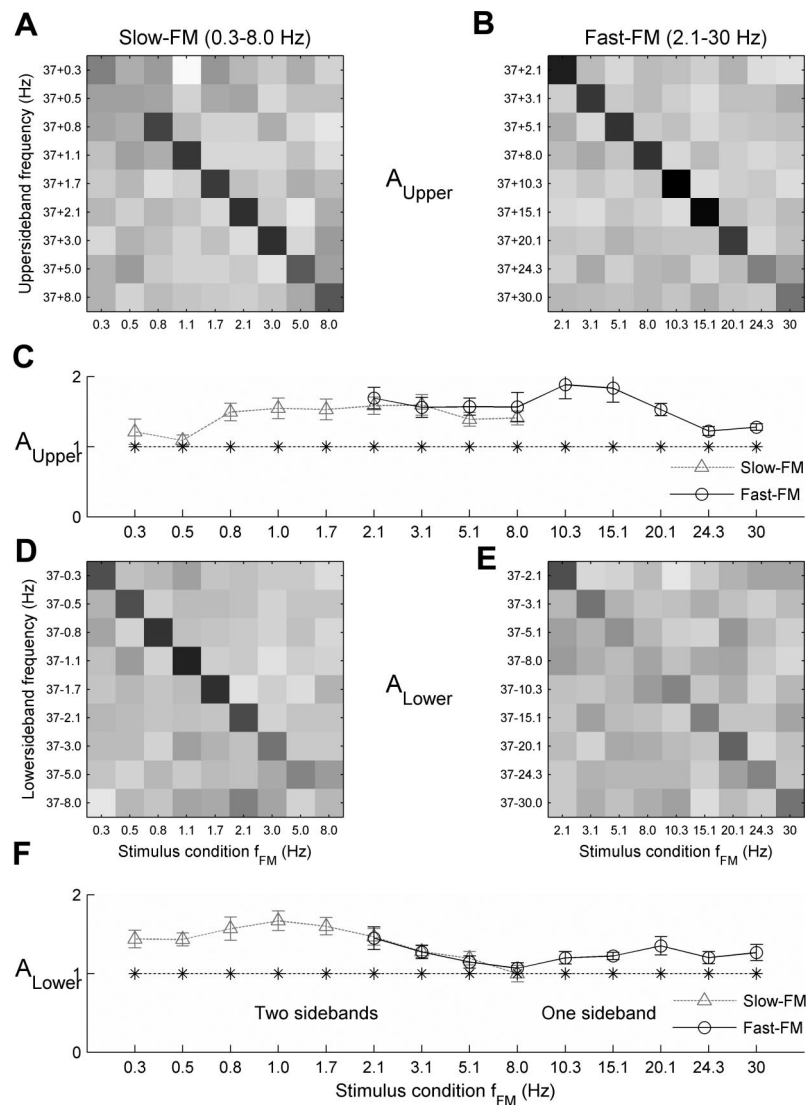 A
Slow-FM (0.3-8.0 Hz)
Uppersideband frequency (Hz)
37+0.3
37+0.5
37+0.8
37+1.1
37+1.7
37+2.1
37+3.0
37+5.0
37+8.0
0.3 0.5 0.8 1.1 1.7 2.1 3.0 5.0 8.0
A_Upper
B
Fast-FM (2.1-30 Hz)
37+2.1
37+3.1
37+5.1
37+8.0
37+10.3
37+15.1
37+20.1
37+24.3
37+30.0
2.1 3.1 5.1 8.0 10.3 15.1 20.1 24.3 30
C
A_Upper
2
1
0
Slow-FM
Fast-FM
0.3 0.5 0.8 1.0 1.7 2.1 3.1 5.1 8.0 10.3 15.1 20.1 24.3 30
D
Lowersideband frequency (Hz)
37-0.3
37-0.5
37-0.8
37-1.1
37-1.7
37-2.1
37-3.0
37-5.0
37-8.0
0.3 0.5 0.8 1.1 1.7 2.1 3.0 5.0 8.0
Stimulus condition f_FM (Hz)
A_Lower
E
37-2.1
37-3.1
37-5.1
37-8.0
37-10.3
37-15.1
37-20.1
37-24.3
37-30.0
2.1 3.1 5.1 8.0 10.3 15.1 20.1 24.3 30
Stimulus condition f_FM (Hz)
F
A_Lower
2
1
0
Two sidebands
One sideband
Slow-FM
Fast-FM
0.3 0.5 0.8 1.0 1.7 2.1 3.1 5.1 8.0 10.3 15.1 20.1 24.3 30
Stimulus condition f_FM (Hz)